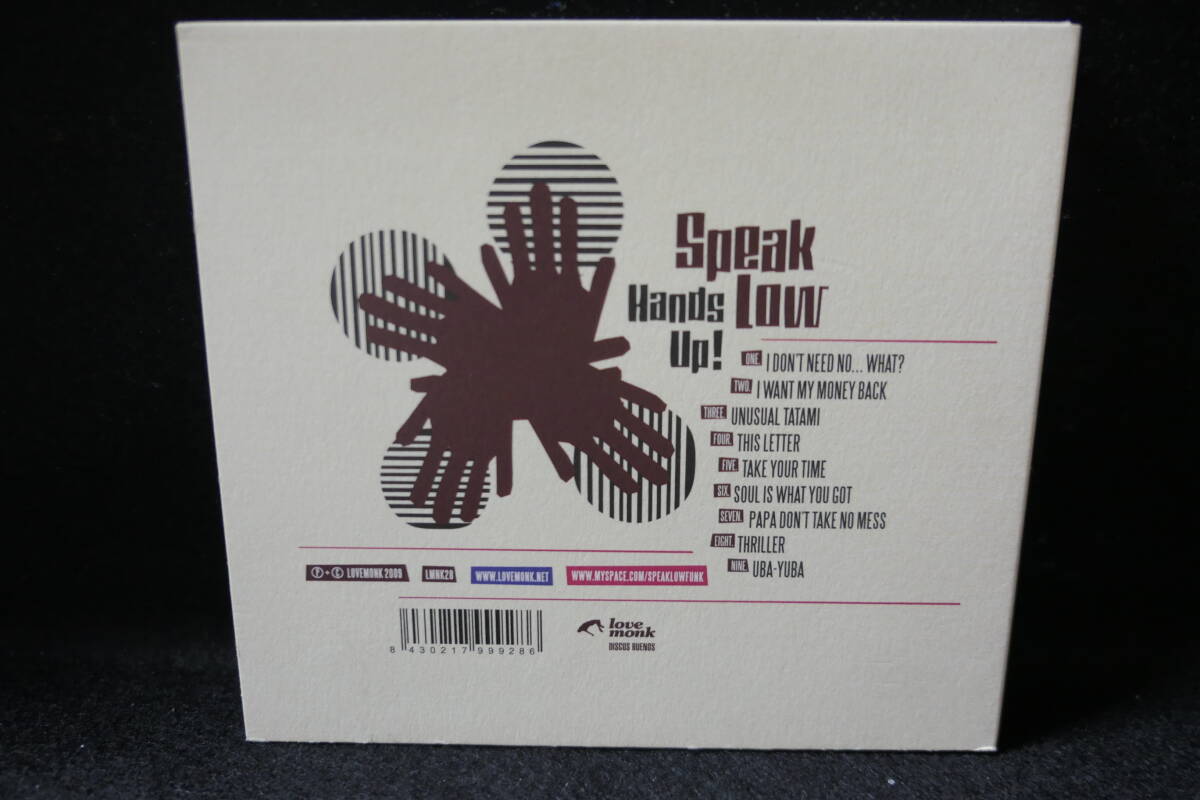 Speak
Hands Low
Up!
ONE. I DON'T NEED NO... WHAT?
TWO. I WANT MY MONEY BACK
THREE. UNUSUAL TATAMI
FOUR. THIS LETTER
FIVE. TAKE YOUR TIME
SIX. SOUL IS WHAT YOU GOT
SEVEN. PAPA DON'T TAKE NO MESS
EIGHT. THRILLER
NINE. UBA-YUBA
℗ + © LOVEMONK 2009 LMNK28 WWW.LOVEMONK.NET WWW.MYSPACE.COM/SPEAKLOWFUNK
8 430217 999286
love
monk
DISCOS BUENOS